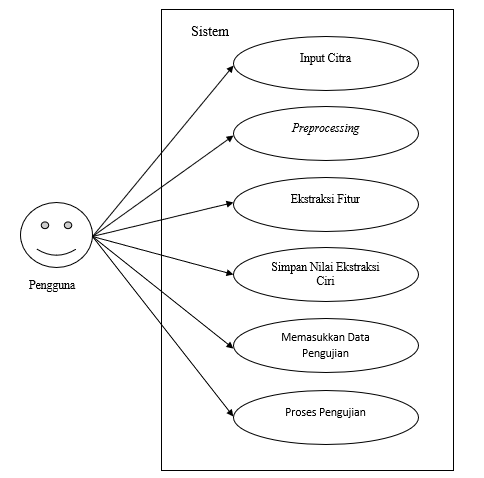 Sistem
Input Citra
Preprocessing
Ekstraksi Fitur
Simpan Nilai Ekstraksi
Ciri
Memasukkan Data
Pengujian
Proses Pengujian
Pengguna